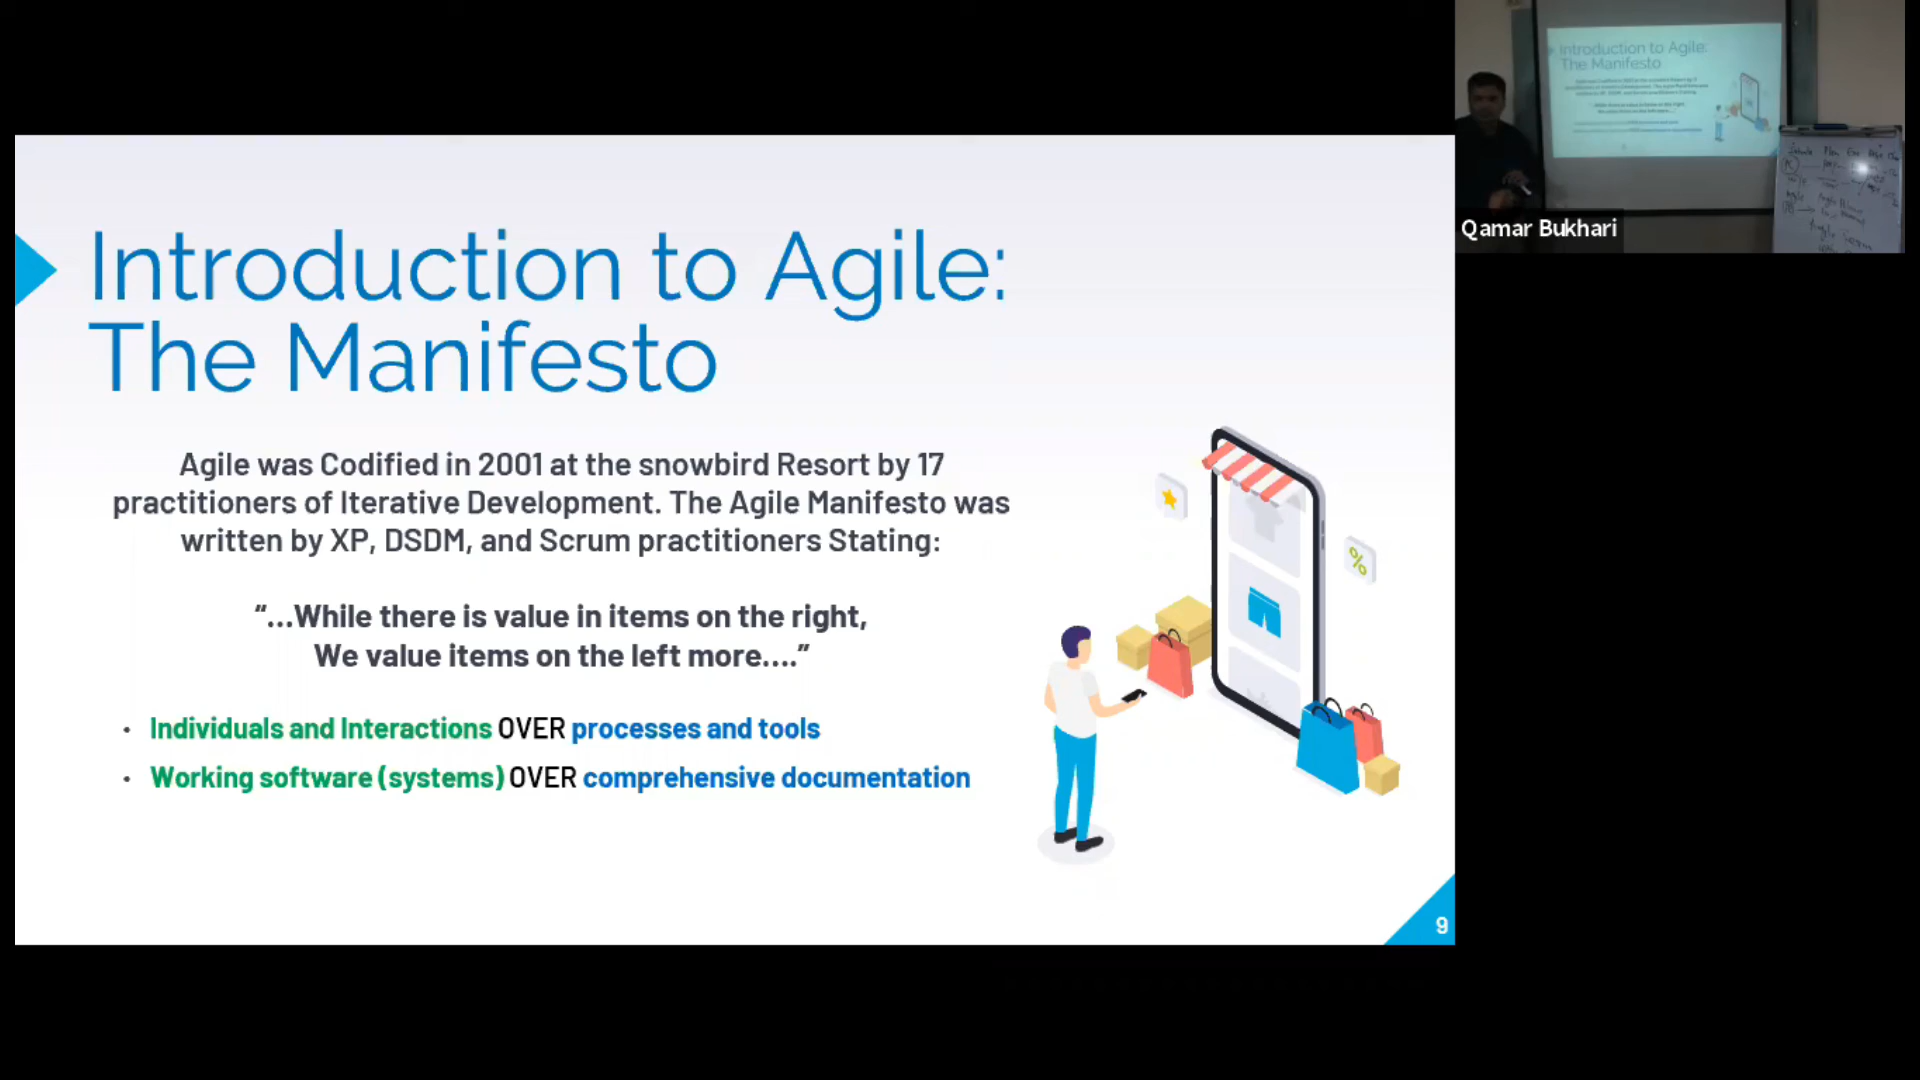 Introduction to Agile:
The Manifesto
Agile was Codified in 2001 at the snowbird Resort by 17
practitioners of Iterative Development. The Agile Manifesto was
written by XP, DSDM, and Scrum practitioners Stating:
“...While there is value in items on the right,
We value items on the left more....”
• Individuals and Interactions OVER processes and tools
• Working software (systems) OVER comprehensive documentation
%
9
Introduction to Agile:
The Manifesto
Qamar Bukhari